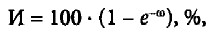 И = 100 · (1 – e⁻ω), %,